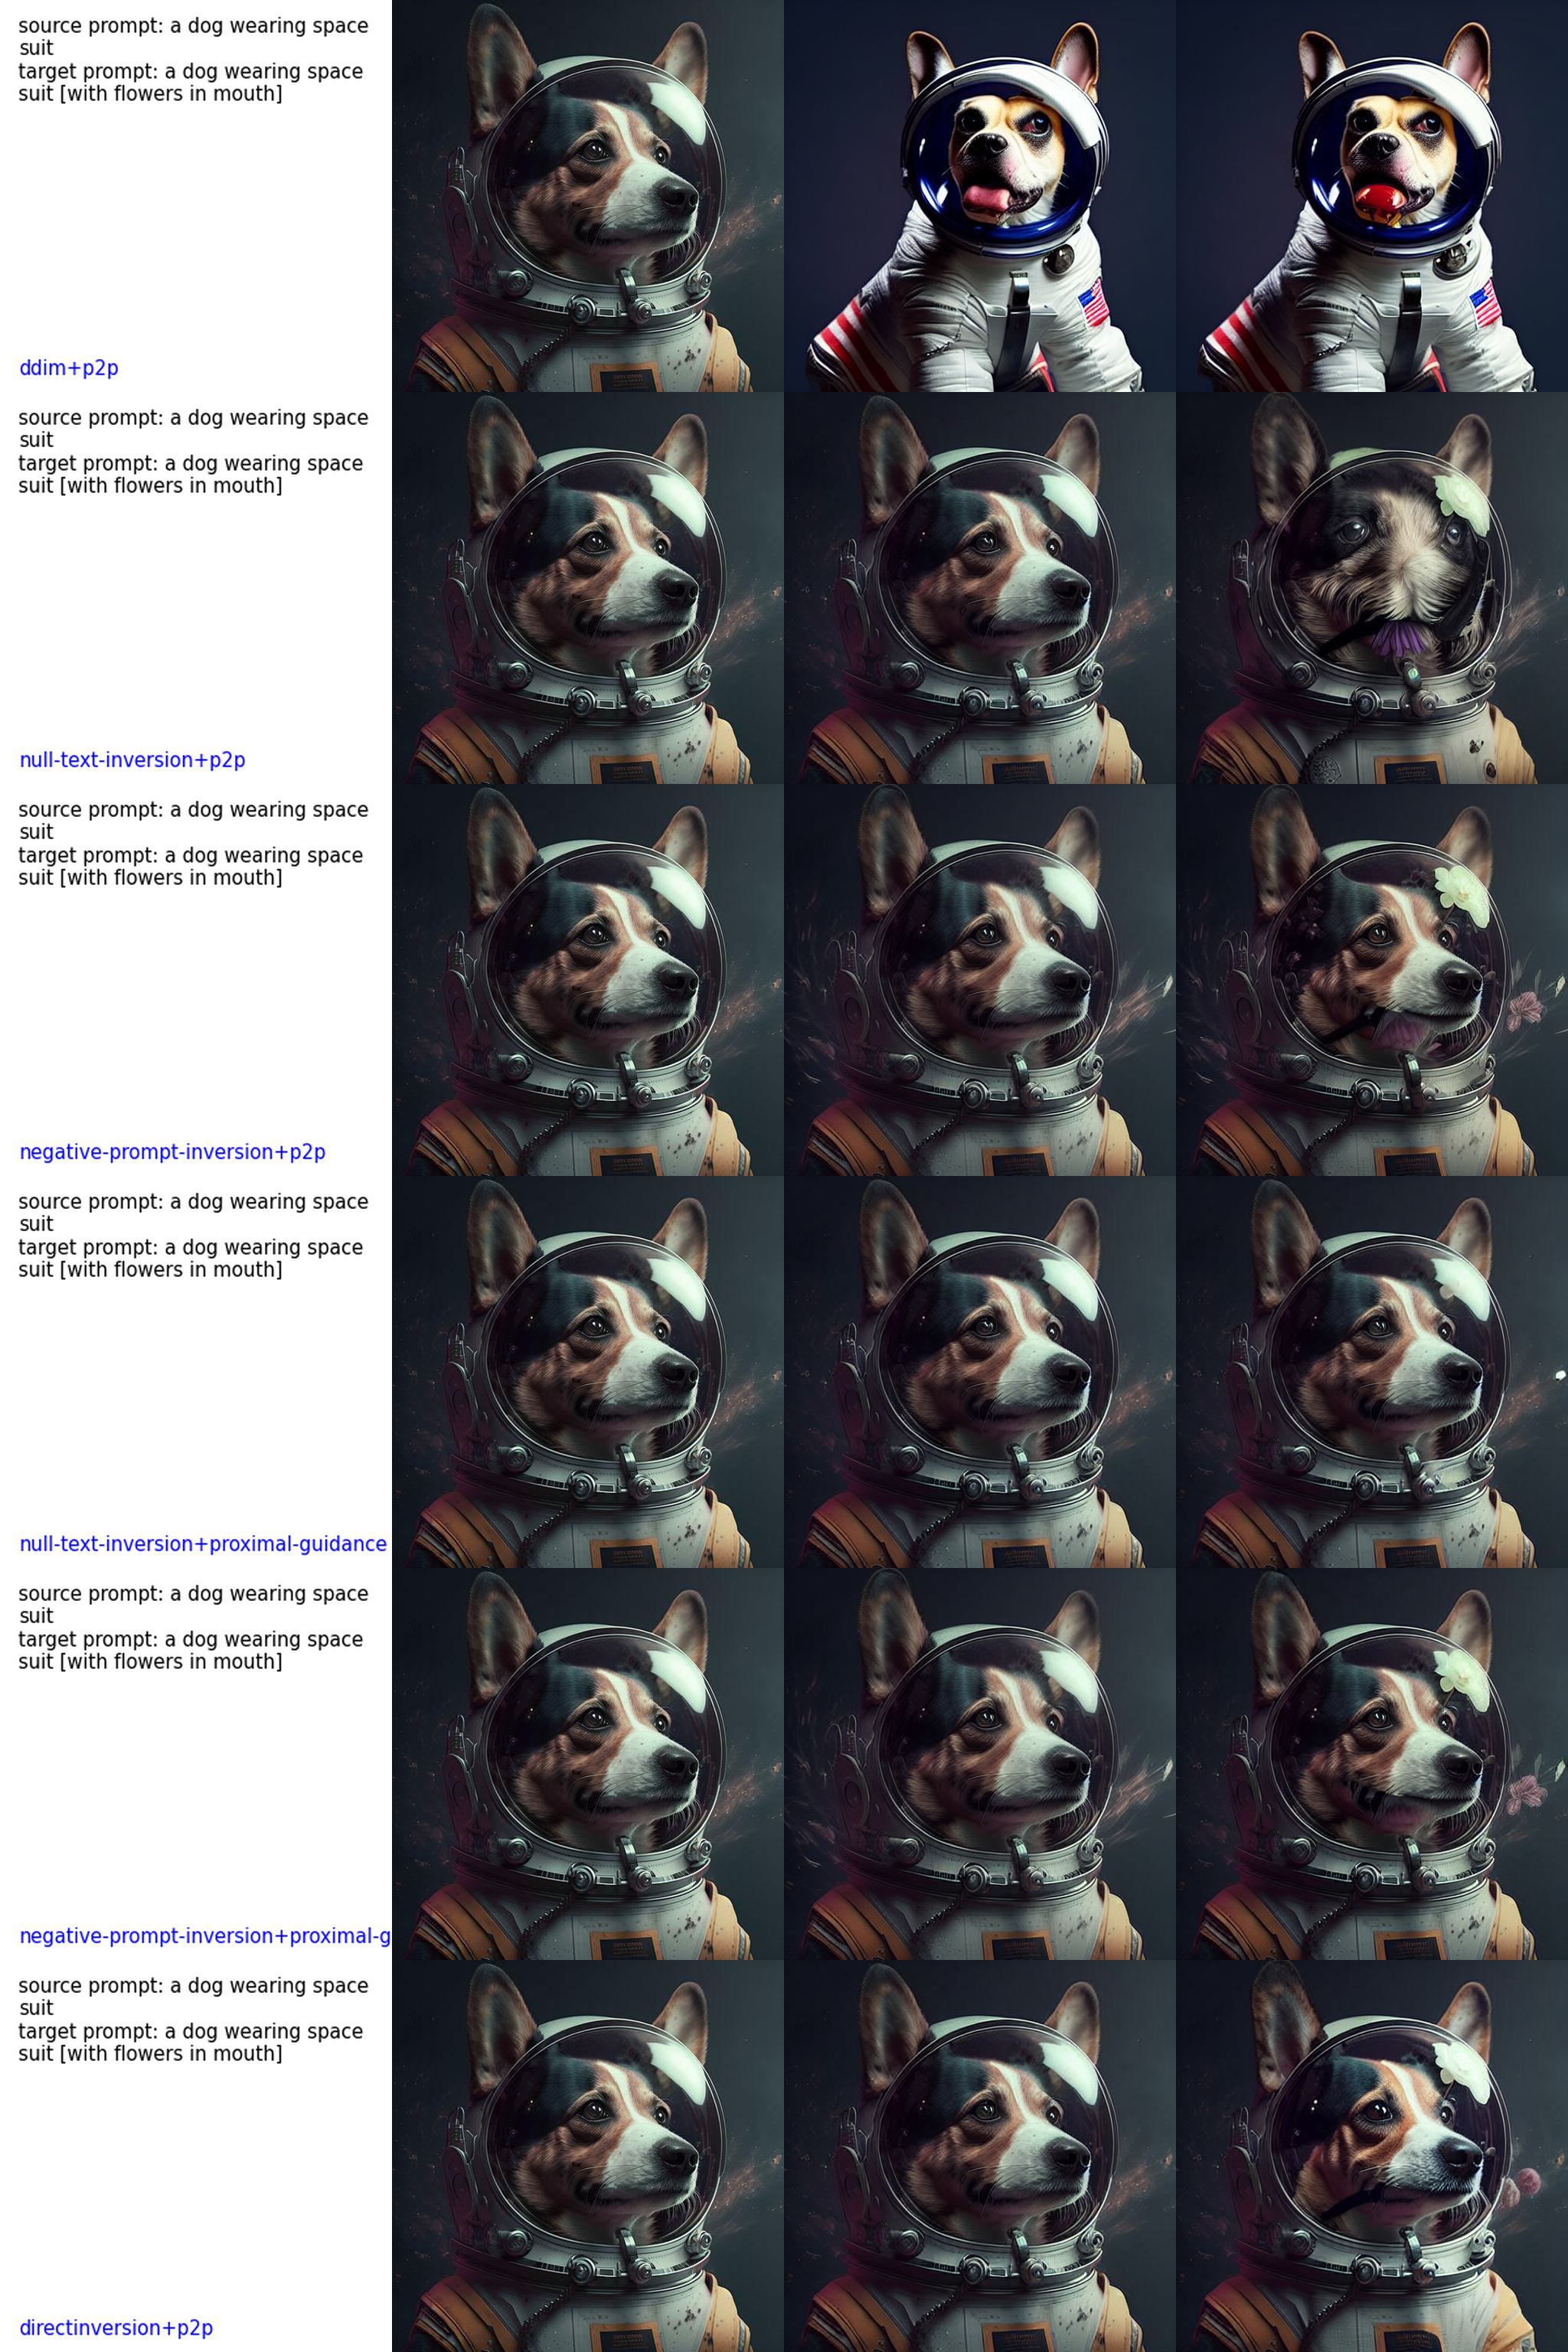 source prompt: a dog wearing space
suit
target prompt: a dog wearing space
suit [with flowers in mouth]
ddim+p2p
source prompt: a dog wearing space
suit
target prompt: a dog wearing space
suit [with flowers in mouth]
null-text-inversion+p2p
source prompt: a dog wearing space
suit
target prompt: a dog wearing space
suit [with flowers in mouth]
negative-prompt-inversion+p2p
source prompt: a dog wearing space
suit
target prompt: a dog wearing space
suit [with flowers in mouth]
null-text-inversion+proximal-guidance
source prompt: a dog wearing space
suit
target prompt: a dog wearing space
suit [with flowers in mouth]
negative-prompt-inversion+proximal-g
source prompt: a dog wearing space
suit
target prompt: a dog wearing space
suit [with flowers in mouth]
directinversion+p2p